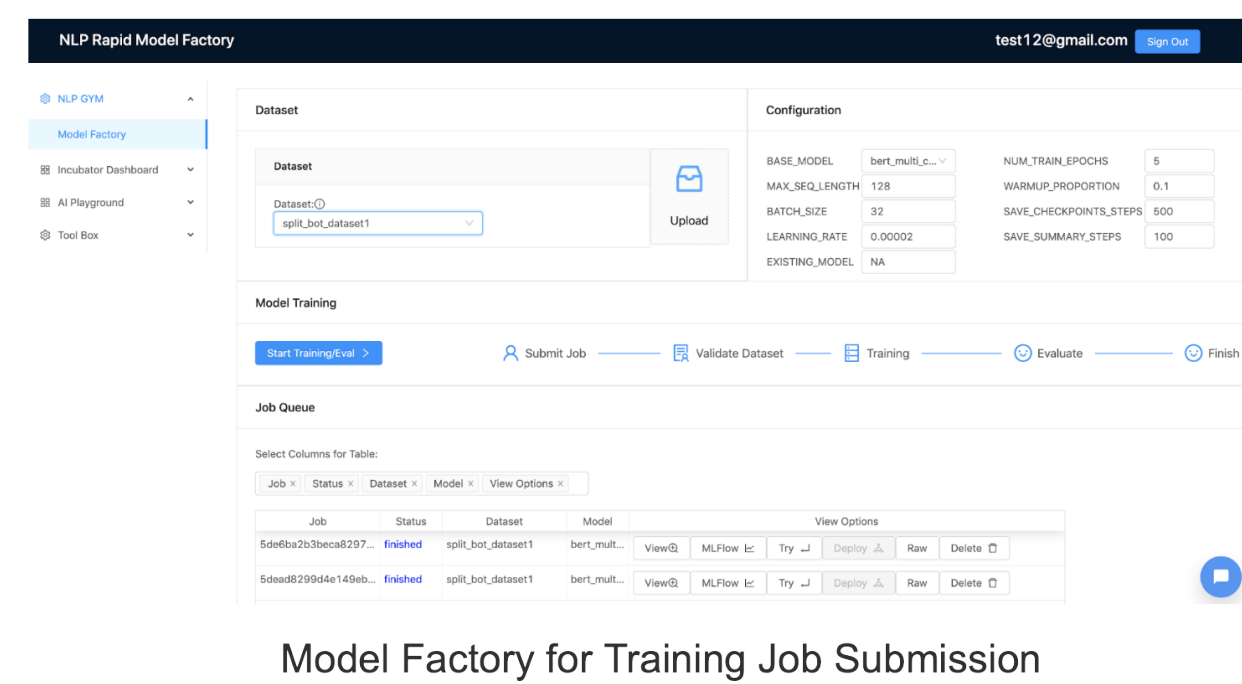 NLP Rapid Model Factory
test12@gmail.com Sign Out
NLP GYM
Model Factory
Incubator Dashboard
AI Playground
Tool Box
Dataset
Dataset
Dataset:
split_bot_dataset1
Upload
Configuration
BASE_MODEL bert_multi_c... NUM_TRAIN_EPOCHS 5
MAX_SEQ_LENGTH 128 WARMUP_PROPORTION 0.1
BATCH_SIZE 32 SAVE_CHECKPOINTS_STEPS 500
LEARNING_RATE 0.00002 SAVE_SUMMARY_STEPS 100
EXISTING_MODEL NA
Model Training
Start Training/Eval > Submit Job Validate Dataset Training Evaluate Finish
Job Queue
Select Columns for Table:
Job × Status × Dataset × Model × View Options ×
Job Status Dataset Model View Options
5de6ba2b3beca8297... finished split_bot_dataset1 bert_mult... View MLFlow Try Deploy Raw Delete
5dead8299d4e149eb... finished split_bot_dataset1 bert_mult... View MLFlow Try Deploy Raw Delete
Model Factory for Training Job Submission